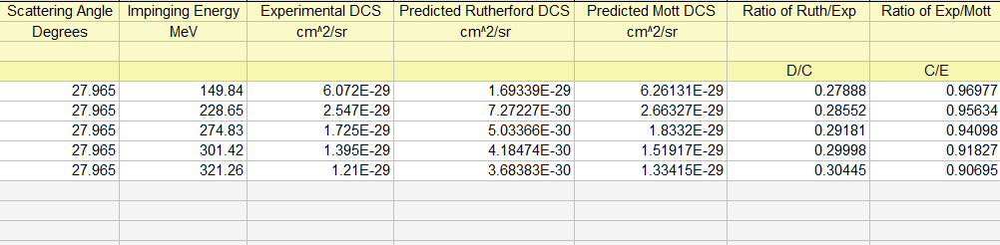 Scattering Angle Impinging Energy Experimental DCS Predicted Rutherford DCS Predicted Mott DCS Ratio of Ruth/Exp Ratio of Exp/Mott
Degrees MeV cm^2/sr cm^2/sr cm^2/sr
D/C C/E
27.965 149.84 6.072E-29 1.69339E-29 6.26131E-29 0.27888 0.96977
27.965 228.65 2.547E-29 7.27227E-30 2.66327E-29 0.28552 0.95634
27.965 274.83 1.725E-29 5.03366E-30 1.8332E-29 0.29181 0.94098
27.965 301.42 1.395E-29 4.18474E-30 1.51917E-29 0.29998 0.91827
27.965 321.26 1.21E-29 3.68383E-30 1.33415E-29 0.30445 0.90695